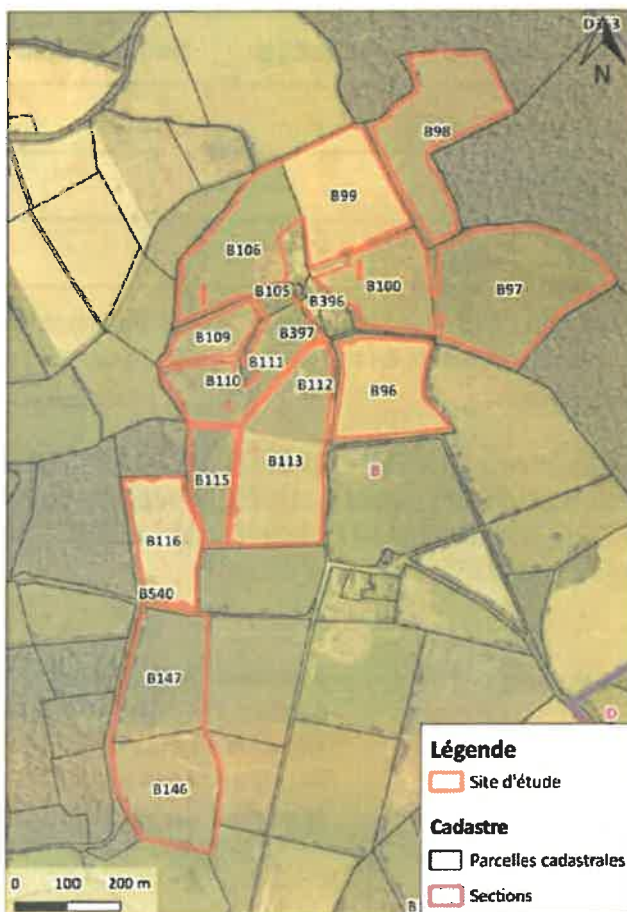 N
B98
B99
B106
B100
B97
B105
B396
B109
B397
B111
B110
B112
B96
B113
B
B115
B116
B540
B147
B146
D
Légende
Site d'étude
Cadastre
Parcelles cadastrales
Sections
0 100 200 m
B